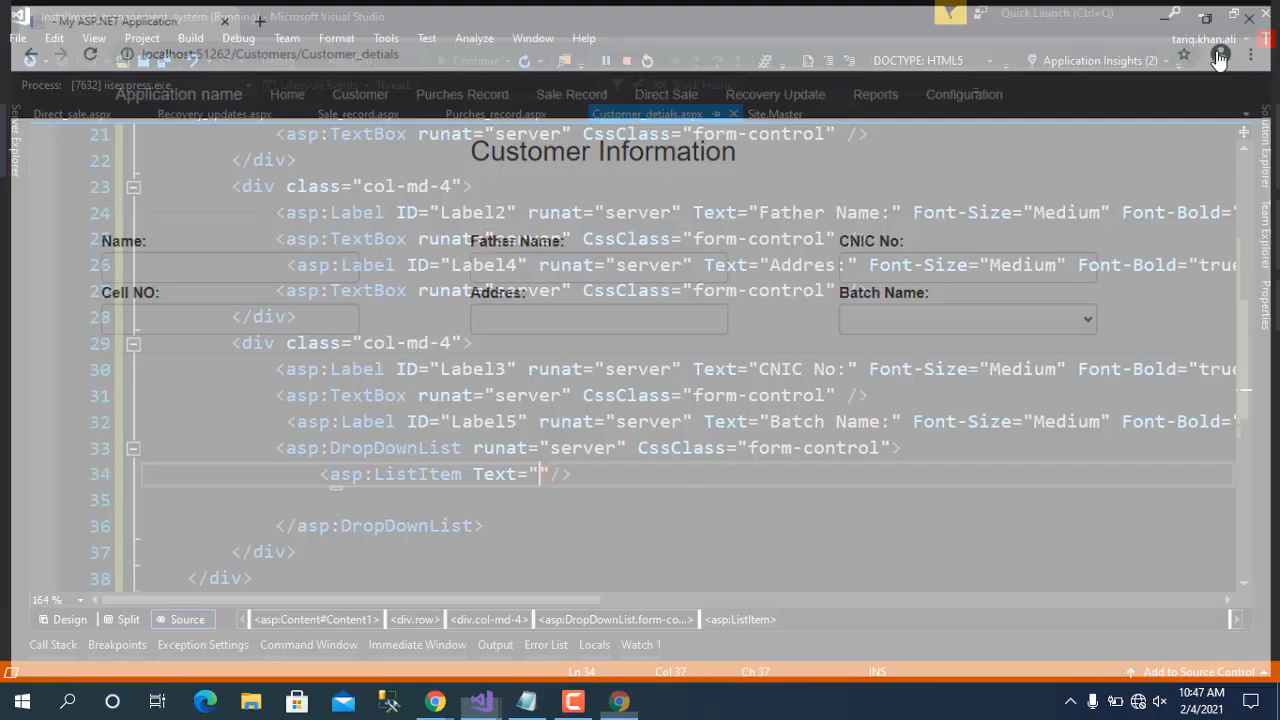 Installment_management_system (Running) - Microsoft Visual Studio
My ASP.NET Application
Quick Launch (Ctrl+Q)
File Edit View Project Build Debug Team Format Tools Test Analyze Window Help
tariq.khan.ali
localhost:51262/Customers/Customer_detials
Continue
DOCTYPE: HTML5
Application Insights (2)
Process: [7632] iisexpress.exe
Lifecycle Events
Thread:
Stack Frame
Application name Home Customer Purches Record Sale Record Direct Sale Recovery Update Reports Configuration
Direct_sale.aspx Recovery_updates.aspx Sale_record.aspx Purches_record.aspx Customer_detials.aspx Site.Master
Server Explorer
Solution Explorer
Team Explorer
Properties
21 <asp:TextBox runat="server" CssClass="form-control" />
Customer Information
22 </div>
23 <div class="col-md-4">
24 <asp:Label ID="Label2" runat="server" Text="Father Name:" Font-Size="Medium" Font-Bold="
25 <asp:TextBox runat="server" CssClass="form-control" />
Name: Father Name: CNIC No:
26 <asp:Label ID="Label4" runat="server" Text="Addres:" Font-Size="Medium" Font-Bold="true
27 <asp:TextBox runat="server" CssClass="form-control" />
Cell NO: Addres: Batch Name:
28 </div>
29 <div class="col-md-4">
30 <asp:Label ID="Label3" runat="server" Text="CNIC No:" Font-Size="Medium" Font-Bold="true
31 <asp:TextBox runat="server" CssClass="form-control" />
32 <asp:Label ID="Label5" runat="server" Text="Batch Name:" Font-Size="Medium" Font-Bold="
33 <asp:DropDownList runat="server" CssClass="form-control">
34 <asp:ListItem Text=""/>
35
36 </asp:DropDownList>
37 </div>
38 </div>
164 %
Design Split Source <asp:Content#Content1> <div.row> <div.col-md-4> <asp:DropDownList.form-co...> <asp:ListItem>
Call Stack Breakpoints Exception Settings Command Window Immediate Window Output Error List Locals Watch 1
Ln 34 Col 37 Ch 37 INS Add to Source Control
10:47 AM
2/4/2021